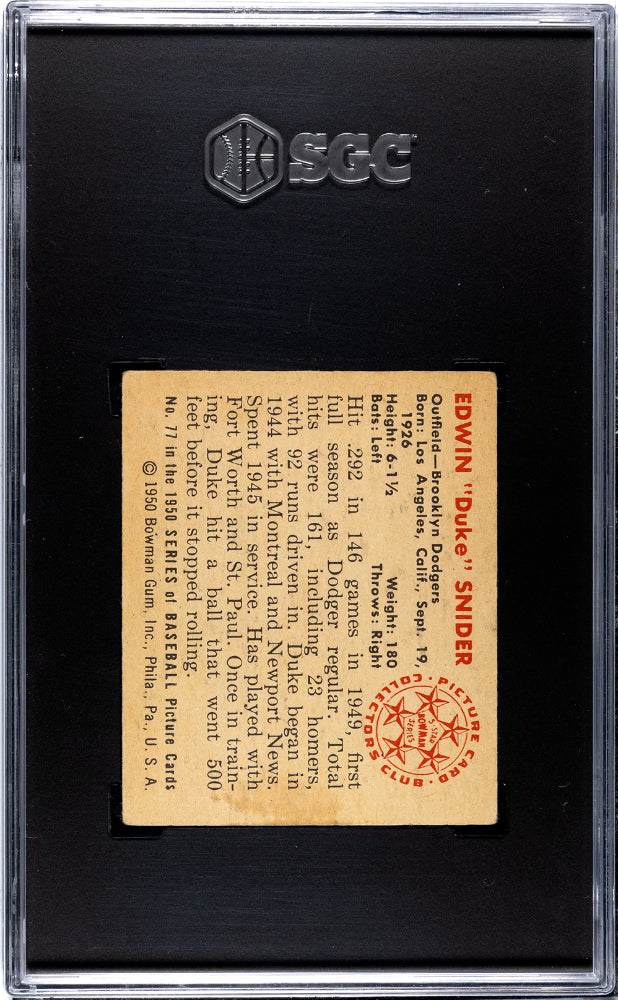 SGC
EDWIN "Duke" SNIDER
Outfield—Brooklyn Dodgers
Born: Los Angeles, Calif., Sept. 19,
1926
Height: 6-1½ Weight: 180
Bats: Left Throws: Right
PICTURE CARD
COLLECTORS CLUB
5-STAR
BOWMAN
SERIES
Hit .292 in 146 games in 1949, first
full season as Dodger regular. Total
hits were 161, including 23 homers,
with 92 runs driven in. Duke began in
1944 with Montreal and Newport News.
Spent 1945 in service. Has played with
Fort Worth and St. Paul. Once in train-
ing, Duke hit a ball that went 500
feet before it stopped rolling.
No. 77 in the 1950 SERIES of BASEBALL Picture Cards
©1950 Bowman Gum, Inc., Phila., Pa., U. S. A.